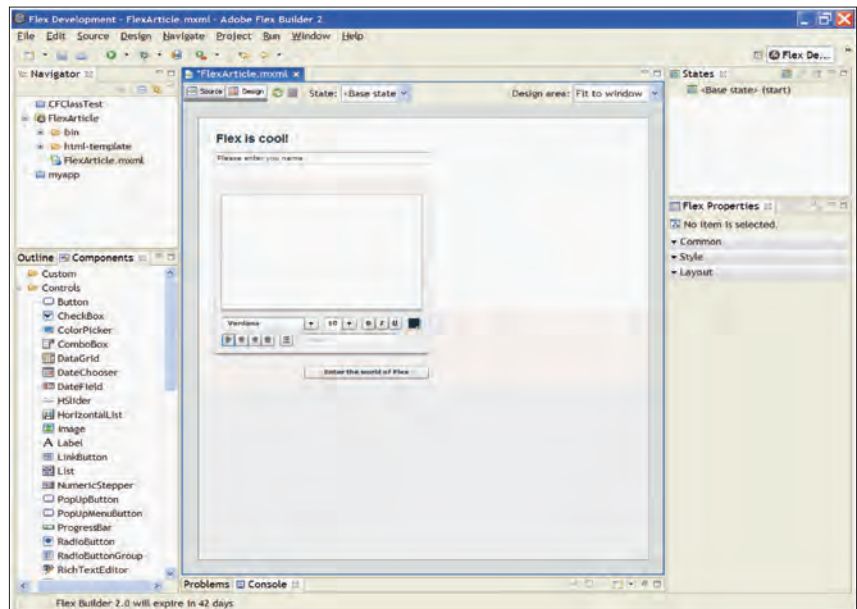 Flex Development - FlexArticle.mxml - Adobe Flex Builder 2
File Edit Source Design Navigate Project Run Window Help
Flex De...
Navigator
*FlexArticle.mxml
States
Source Design State: <Base state> Design area: Fit to window
<Base state> (start)
CFClassTest
FlexArticle
bin
html-template
FlexArticle.mxml
myapp
Flex is cool!
Please enter you name
Flex Properties
No item is selected.
Common
Style
Layout
Outline Components
Custom
Controls
Button
CheckBox
ColorPicker
ComboBox
DataGrid
DateChooser
DateField
HSlider
HorizontalList
Image
Label
LinkButton
List
NumericStepper
PopUpButton
PopUpMenuButton
ProgressBar
RadioButton
RadioButtonGroup
RichTextEditor
Verdana 10 B I U
Enter the world of Flex
Problems Console
Flex Builder 2.0 will expire in 42 days